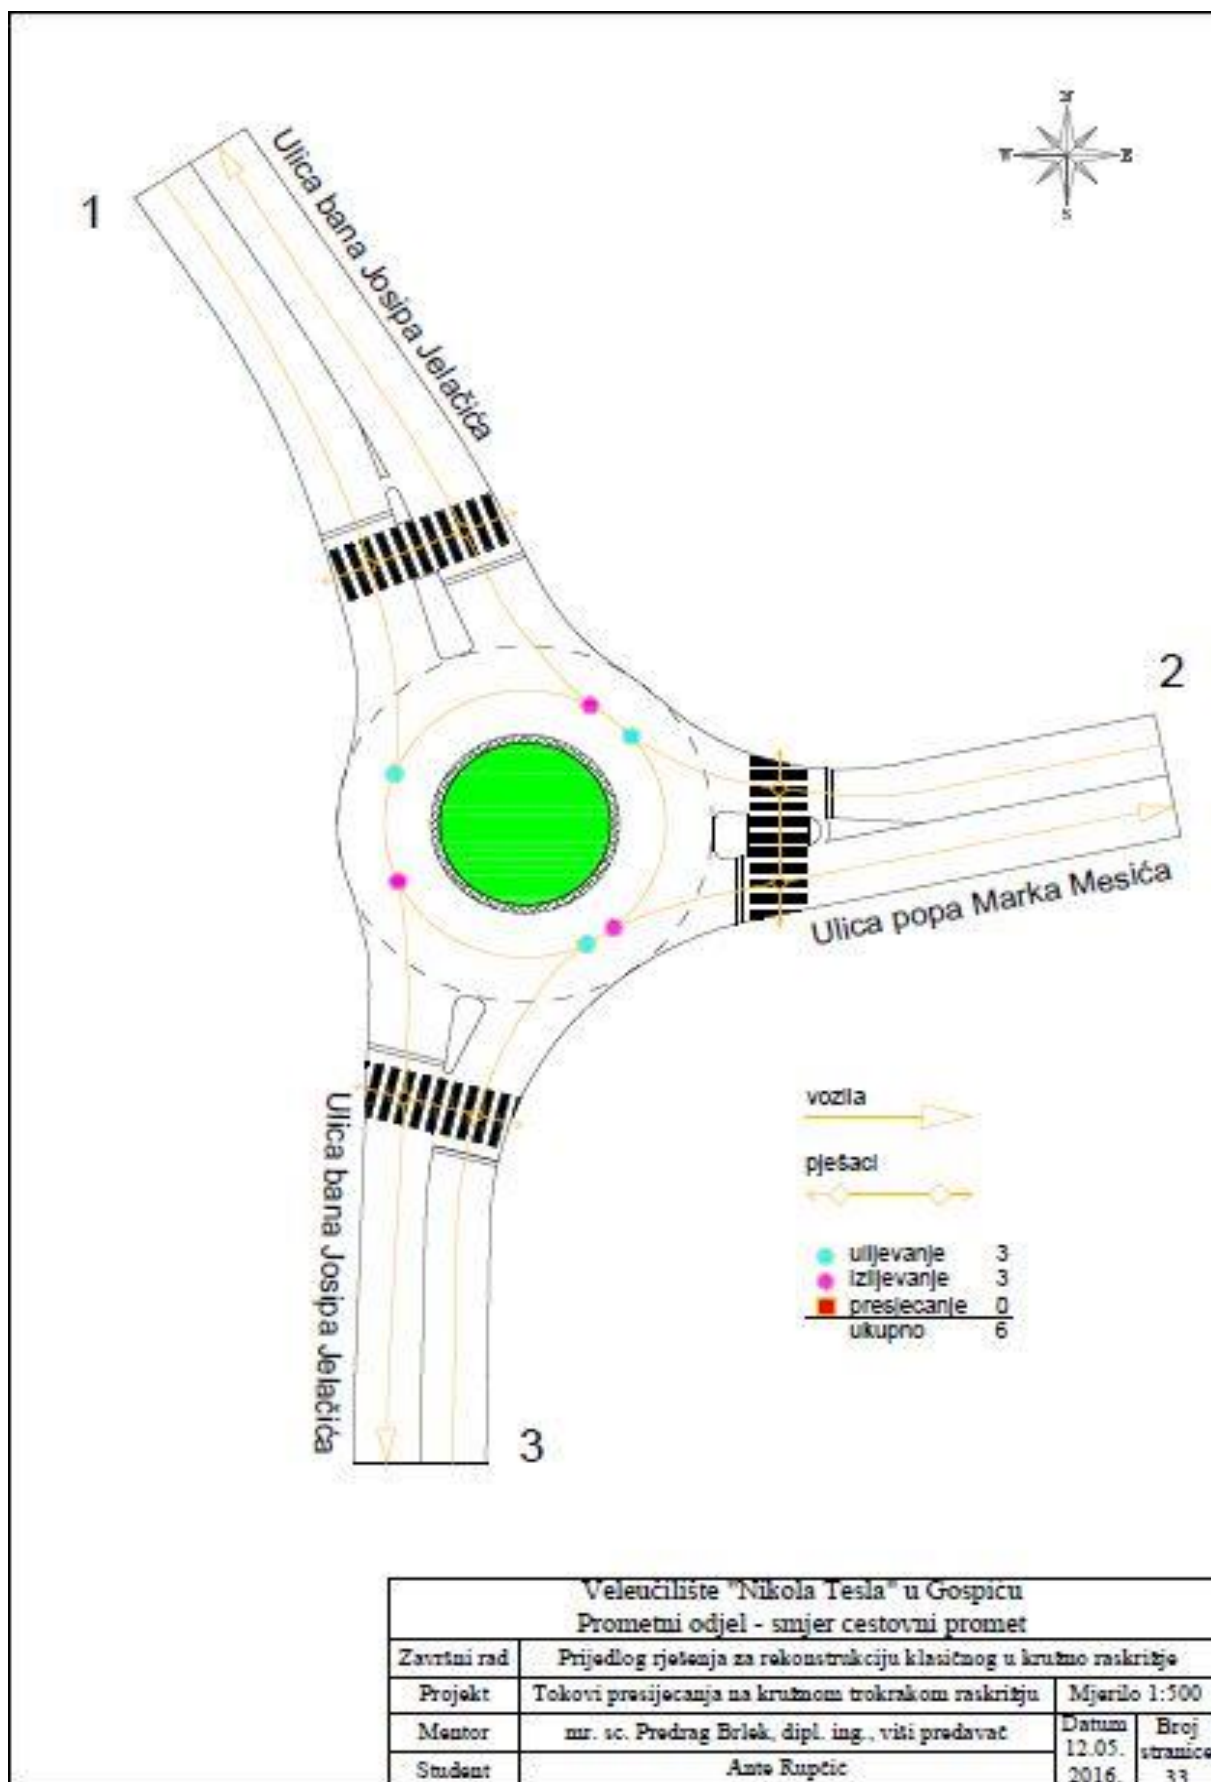 N
W E
S
1
Ulica bana Josipa Jelačića
2
Ulica popa Marka Mesića
Ulica bana Josipa Jelačića
3
vozila
pješaci
ulijevanje 3
izlijevanje 3
presjecanje 0
ukupno 6
Veleučilište "Nikola Tesla" u Gospiću
Prometni odjel - smjer cestovni promet
Završni rad Prijedlog rješenja za rekonstrukciju klasičnog u kružno raskrižje
Projekt Tokovi presijecanja na kružnom trokrakom raskrižju Mjerilo 1:500
Mentor mr. sc. Predrag Brlek, dipl. ing., viši predavač
Student Ante Rupčić
Datum
12.05.
2016.
Broj
stranice
33